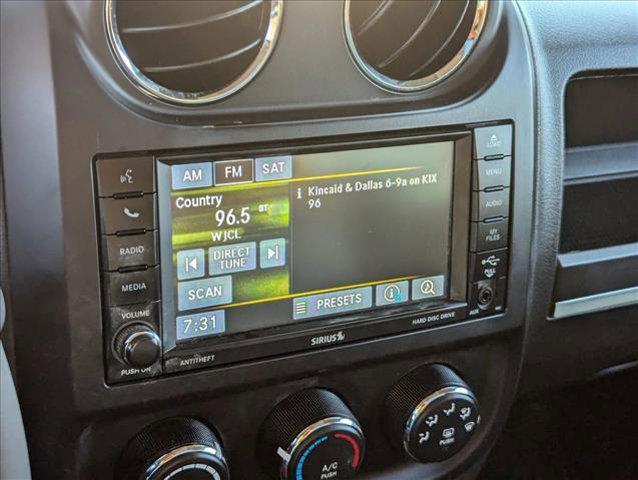 AM FM SAT
Country
96.5 ST
WJCL
DIRECT
TUNE
SCAN
7:31
i Kincaid & Dallas 6-9a on KIX
96
PRESETS
RADIO
MEDIA
VOLUME
PUSH ON
ANTITHEFT
SIRIUS
HARD DISC DRIVE
LOAD
MENU
AUDIO
MY
FILES
PULL
AUX
A/C
PUSH
PUSH